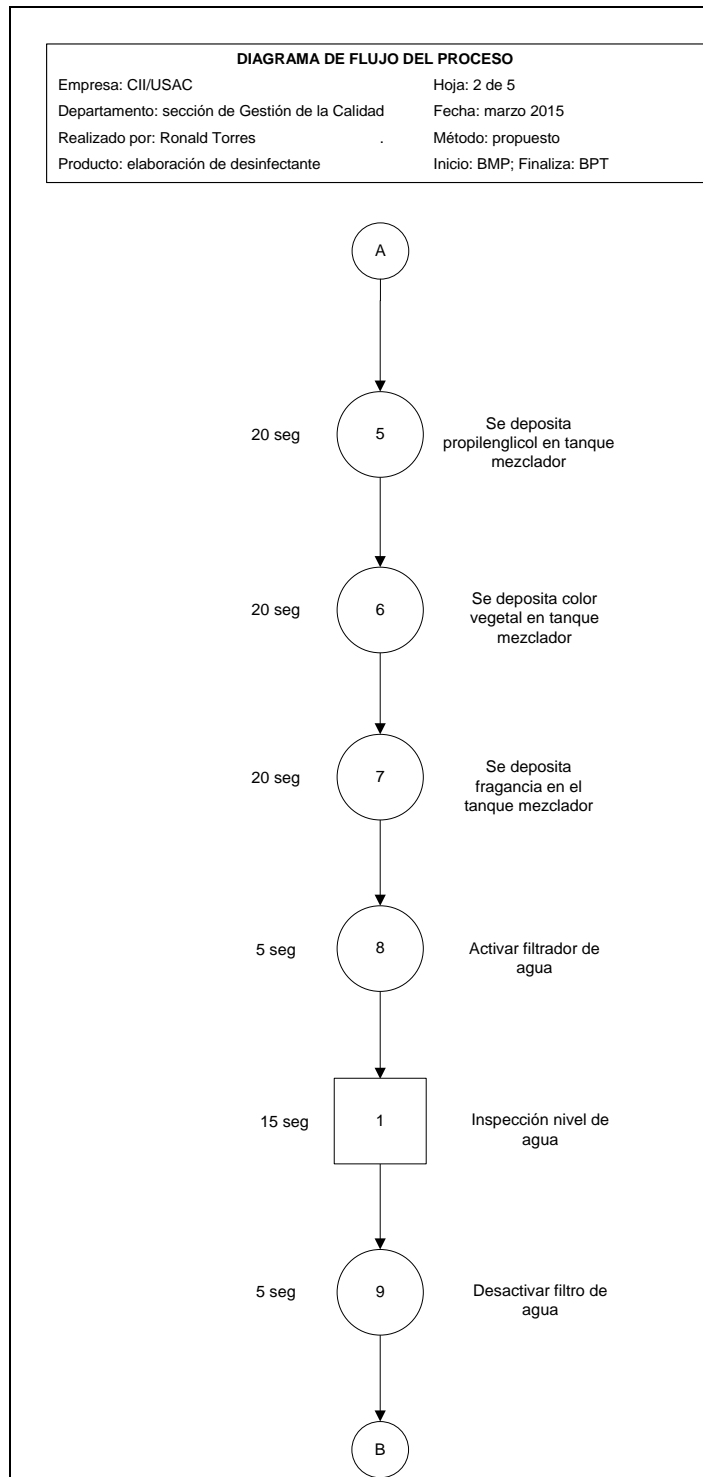 DIAGRAMA DE FLUJO DEL PROCESO
Empresa: CII/USAC Hoja: 2 de 5
Departamento: sección de Gestión de la Calidad Fecha: marzo 2015
Realizado por: Ronald Torres . Método: propuesto
Producto: elaboración de desinfectante Inicio: BMP; Finaliza: BPT
A
20 seg 5 Se deposita
propilenglicol en tanque
mezclador
20 seg 6 Se deposita color
vegetal en tanque
mezclador
20 seg 7 Se deposita
fragancia en el
tanque mezclador
5 seg 8 Activar filtrador de
agua
15 seg 1 Inspección nivel de
agua
5 seg 9 Desactivar filtro de
agua
B